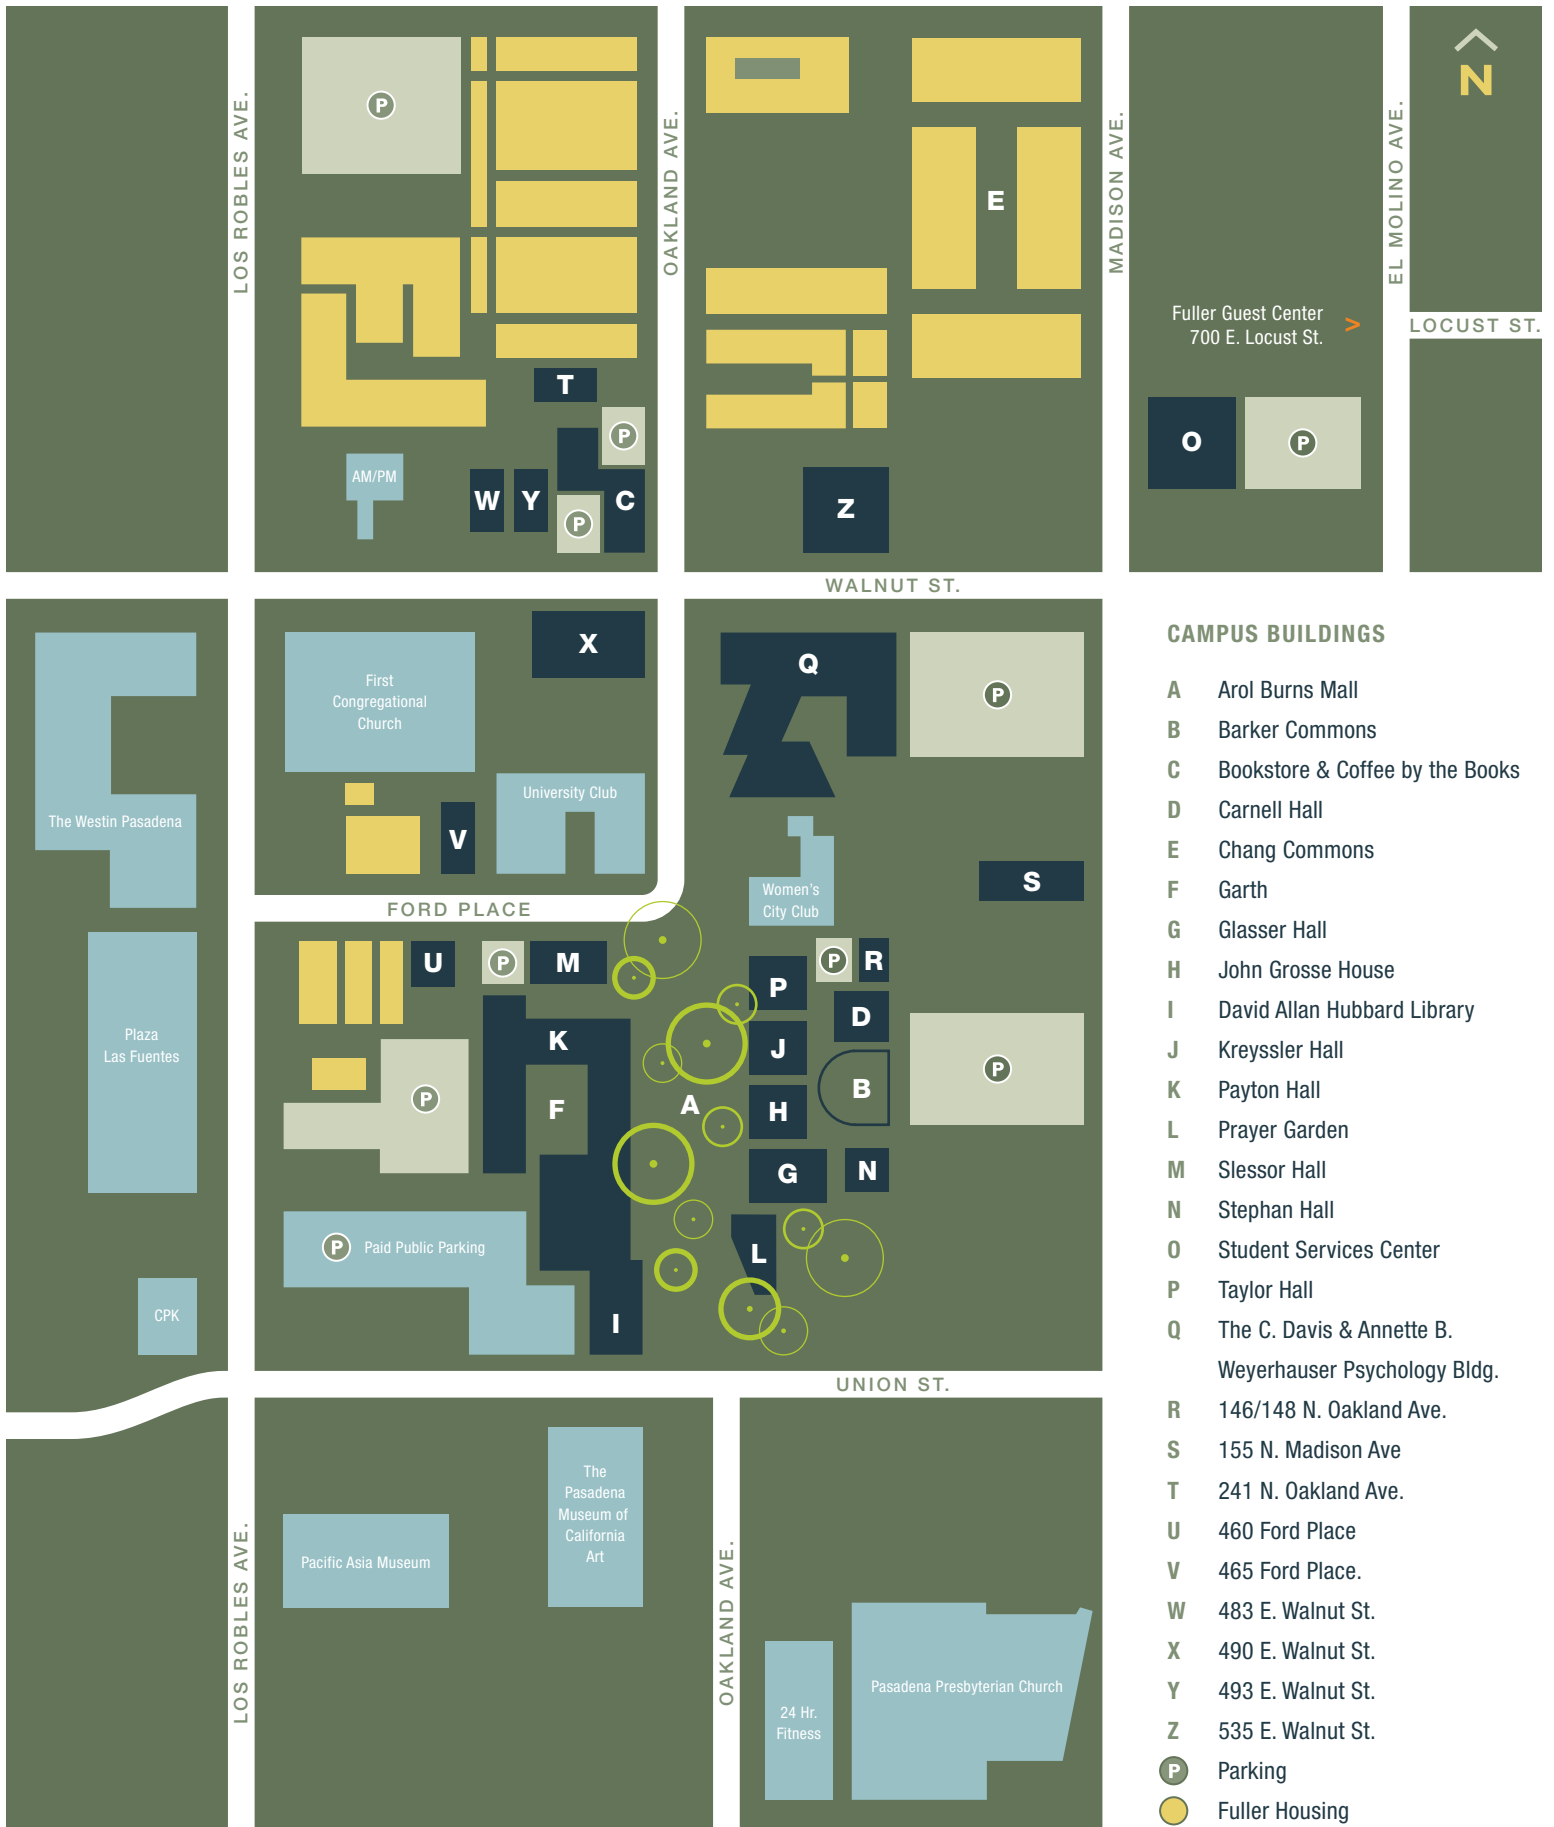 N
LOS ROBLES AVE.
OAKLAND AVE.
MADISON AVE.
EL MOLINO AVE.
P
E
Fuller Guest Center
700 E. Locust St.
>
LOCUST ST.
T
P
O
P
AM/PM
W
Y
P
C
Z
WALNUT ST.
X
First
Congregational
Church
Q
P
The Westin Pasadena
University Club
V
Women's
City Club
S
FORD PLACE
U
P
M
P
P
R
D
Plaza
Las Fuentes
K
J
P
B
P
F
A
H
G
N
P
Paid Public Parking
L
CPK
I
UNION ST.
The
Pasadena
Museum of
California
Art
Pacific Asia Museum
LOS ROBLES AVE.
OAKLAND AVE.
24 Hr.
Fitness
Pasadena Presbyterian Church
CAMPUS BUILDINGS
A Arol Burns Mall
B Barker Commons
C Bookstore & Coffee by the Books
D Carnell Hall
E Chang Commons
F Garth
G Glasser Hall
H John Grosse House
I David Allan Hubbard Library
J Kreyssler Hall
K Payton Hall
L Prayer Garden
M Slessor Hall
N Stephan Hall
O Student Services Center
P Taylor Hall
Q The C. Davis & Annette B.
Weyerhauser Psychology Bldg.
R 146/148 N. Oakland Ave.
S 155 N. Madison Ave
T 241 N. Oakland Ave.
U 460 Ford Place
V 465 Ford Place.
W 483 E. Walnut St.
X 490 E. Walnut St.
Y 493 E. Walnut St.
Z 535 E. Walnut St.
P Parking
Fuller Housing